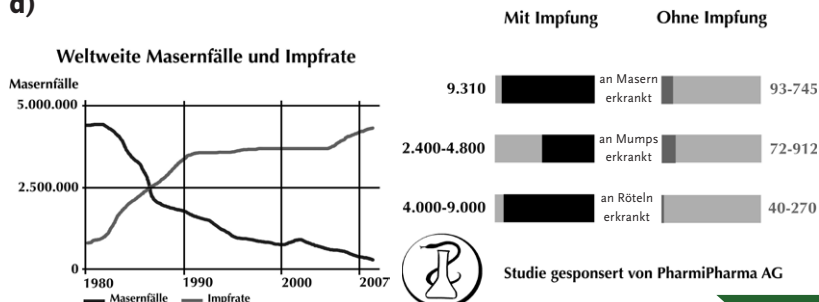 d)
Weltweite Masernfälle und Impfrate
Masernfälle
5.000.000
2.500.000
0
1980 1990 2000 2007
Masernfälle Impfrate
Mit Impfung Ohne Impfung
9.310 an Masern erkrankt 93-745
2.400-4.800 an Mumps erkrankt 72-912
4.000-9.000 an Röteln erkrankt 40-270
Studie gesponsert von PharmiPharma AG